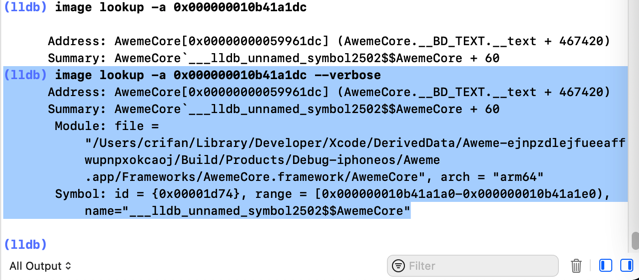 (lldb) image lookup -a 0x000000010b41a1dc
Address: AwemeCore[0x00000000059961dc] (AwemeCore.__BD_TEXT.__text + 467420)
Summary: AwemeCore`___lldb_unnamed_symbol2502$$AwemeCore + 60
(lldb) image lookup -a 0x000000010b41a1dc --verbose
Address: AwemeCore[0x00000000059961dc] (AwemeCore.__BD_TEXT.__text + 467420)
Summary: AwemeCore`___lldb_unnamed_symbol2502$$AwemeCore + 60
Module: file =
"/Users/crifan/Library/Developer/Xcode/DerivedData/Aweme-ejnpzdlejfueeaff
wupnpxokcaoj/Build/Products/Debug-iphoneos/Aweme
.app/Frameworks/AwemeCore.framework/AwemeCore", arch = "arm64"
Symbol: id = {0x00001d74}, range = [0x000000010b41a1a0-0x000000010b41a1e0),
name="___lldb_unnamed_symbol2502$$AwemeCore"
(lldb)
All Output
Filter